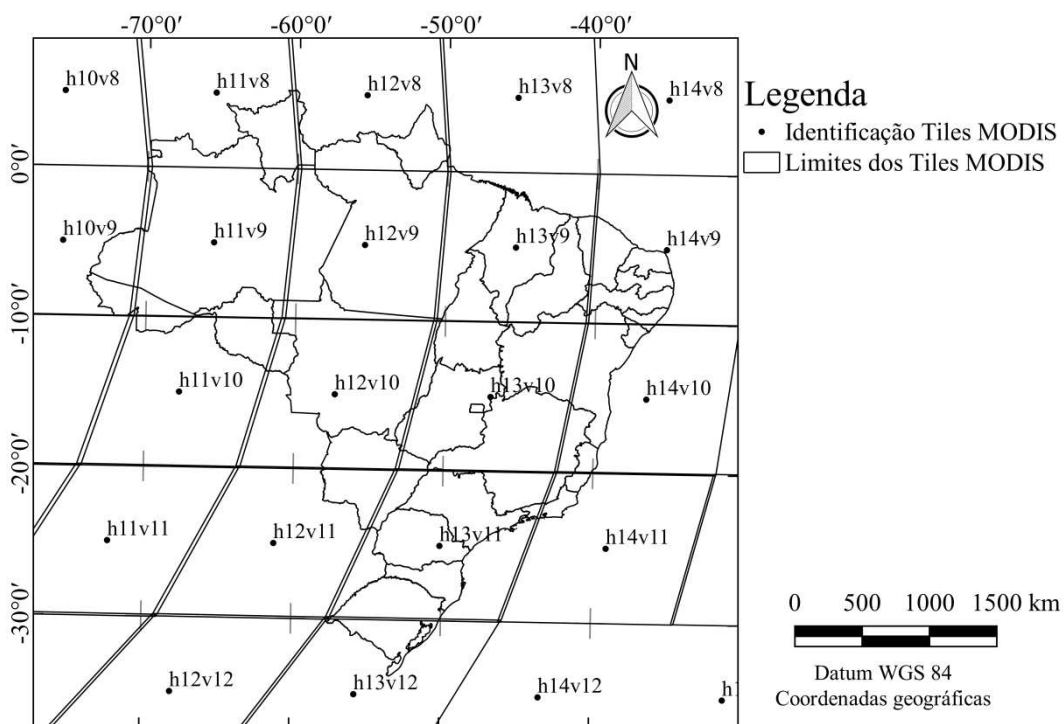 -70°0′ -60°0′ -50°0′ -40°0′
N
h10v8 h11v8 h12v8 h13v8 h14v8
Legenda
Identificação Tiles MODIS
Limites dos Tiles MODIS
0°0′
h10v9 h11v9 h12v9 h13v9 h14v9
-10°0′
h11v10 h12v10 h13v10 h14v10
-20°0′
h11v11 h12v11 h13v11 h14v11
-30°0′
0 500 1000 1500 km
h12v12 h13v12 h14v12
Datum WGS 84
Coordenadas geográficas